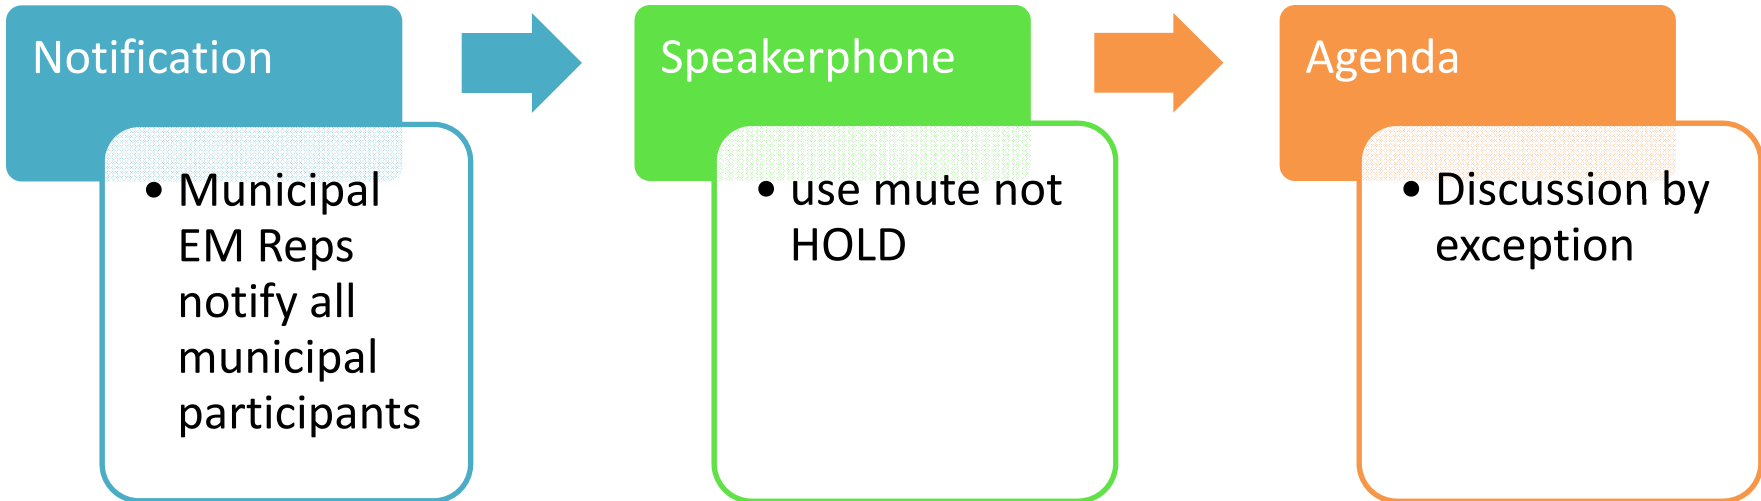 Notification
• Municipal
EM Reps
notify all
municipal
participants
Speakerphone
• use mute not
HOLD
Agenda
• Discussion by
exception